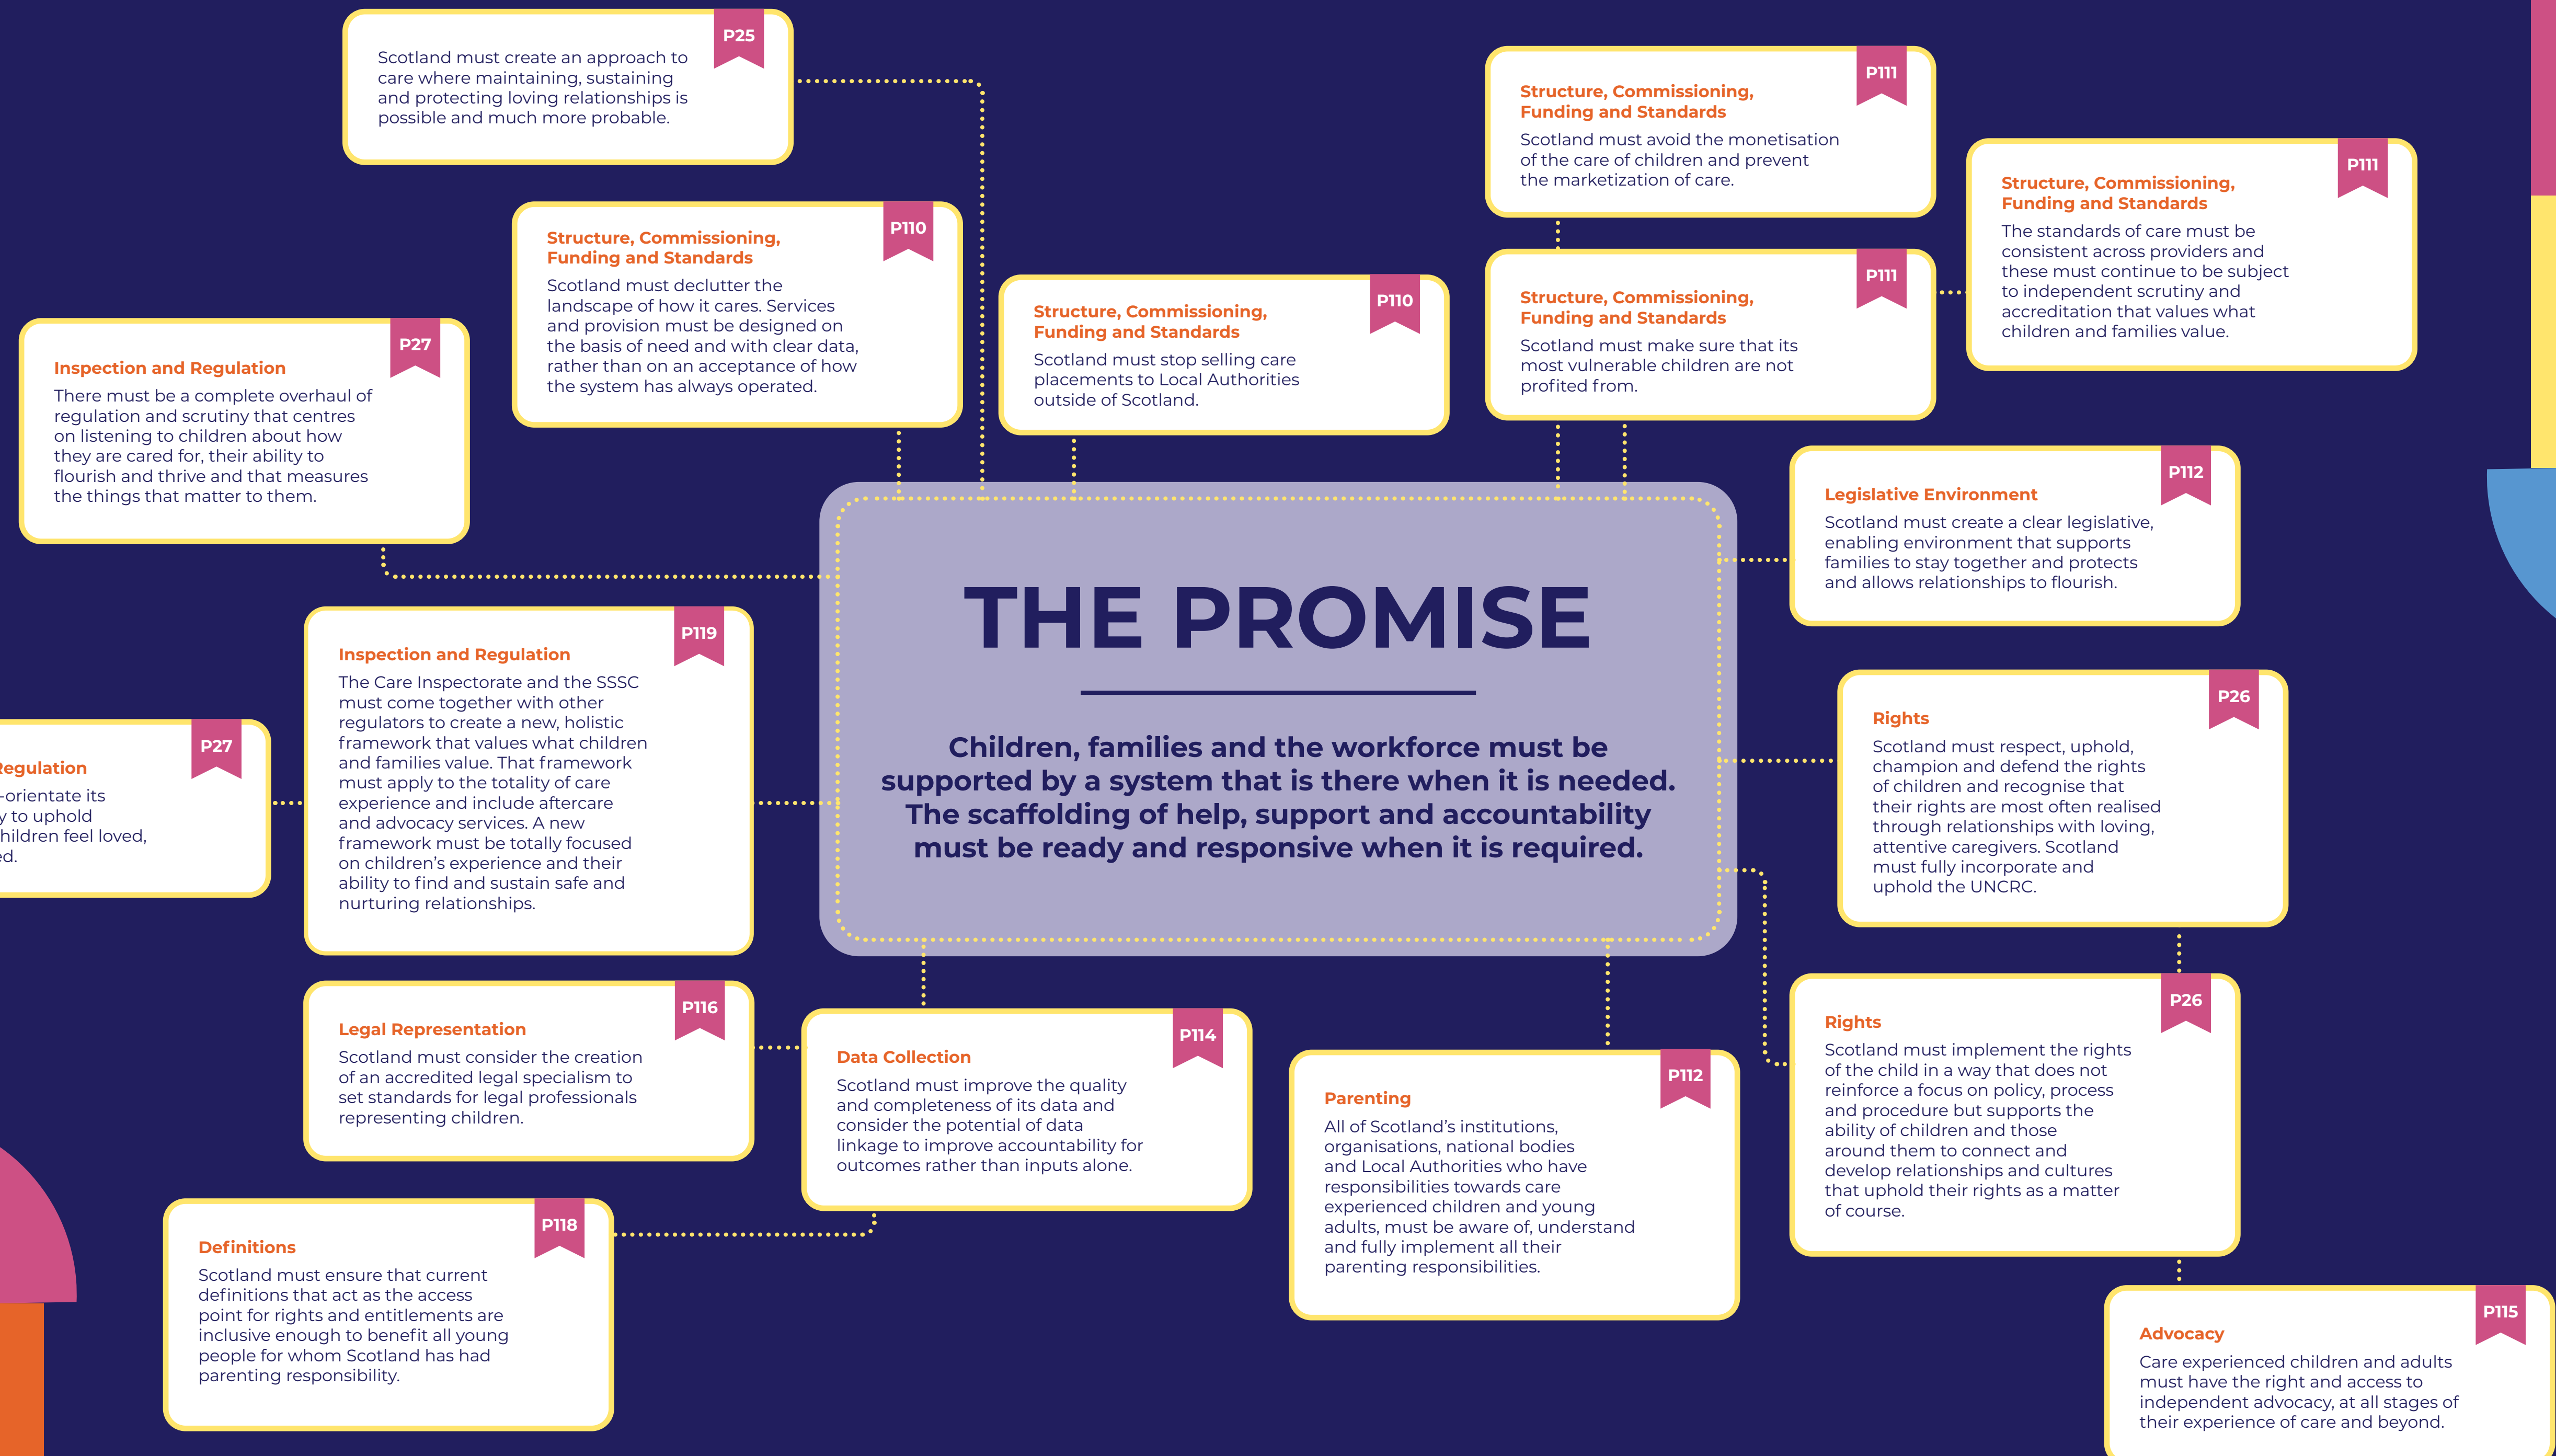 P25
Scotland must create an approach to
care where maintaining, sustaining
and protecting loving relationships is
possible and much more probable.
P111
Structure, Commissioning,
Funding and Standards
Scotland must avoid the monetisation
of the care of children and prevent
the marketization of care.
P111
Structure, Commissioning,
Funding and Standards
The standards of care must be
consistent across providers and
these must continue to be subject
to independent scrutiny and
accreditation that values what
children and families value.
P110
Structure, Commissioning,
Funding and Standards
Scotland must declutter the
landscape of how it cares. Services
and provision must be designed on
the basis of need and with clear data,
rather than on an acceptance of how
the system has always operated.
P110
Structure, Commissioning,
Funding and Standards
Scotland must stop selling care
placements to Local Authorities
outside of Scotland.
P111
Structure, Commissioning,
Funding and Standards
Scotland must make sure that its
most vulnerable children are not
profited from.
P27
Inspection and Regulation
There must be a complete overhaul of
regulation and scrutiny that centres
on listening to children about how
they are cared for, their ability to
flourish and thrive and that measures
the things that matter to them.
P112
Legislative Environment
Scotland must create a clear legislative,
enabling environment that supports
families to stay together and protects
and allows relationships to flourish.
THE PROMISE
Children, families and the workforce must be
supported by a system that is there when it is needed.
The scaffolding of help, support and accountability
must be ready and responsive when it is required.
P119
Inspection and Regulation
The Care Inspectorate and the SSSC
must come together with other
regulators to create a new, holistic
framework that values what children
and families value. That framework
must apply to the totality of care
experience and include aftercare
and advocacy services. A new
framework must be totally focused
on children’s experience and their
ability to find and sustain safe and
nurturing relationships.
P27
Regulation
-orientate its
y to uphold
children feel loved,
ed.
P26
Rights
Scotland must respect, uphold,
champion and defend the rights
of children and recognise that
their rights are most often realised
through relationships with loving,
attentive caregivers. Scotland
must fully incorporate and
uphold the UNCRC.
P116
Legal Representation
Scotland must consider the creation
of an accredited legal specialism to
set standards for legal professionals
representing children.
P114
Data Collection
Scotland must improve the quality
and completeness of its data and
consider the potential of data
linkage to improve accountability for
outcomes rather than inputs alone.
P112
Parenting
All of Scotland’s institutions,
organisations, national bodies
and Local Authorities who have
responsibilities towards care
experienced children and young
adults, must be aware of, understand
and fully implement all their
parenting responsibilities.
P26
Rights
Scotland must implement the rights
of the child in a way that does not
reinforce a focus on policy, process
and procedure but supports the
ability of children and those
around them to connect and
develop relationships and cultures
that uphold their rights as a matter
of course.
P118
Definitions
Scotland must ensure that current
definitions that act as the access
point for rights and entitlements are
inclusive enough to benefit all young
people for whom Scotland has had
parenting responsibility.
P115
Advocacy
Care experienced children and adults
must have the right and access to
independent advocacy, at all stages of
their experience of care and beyond.